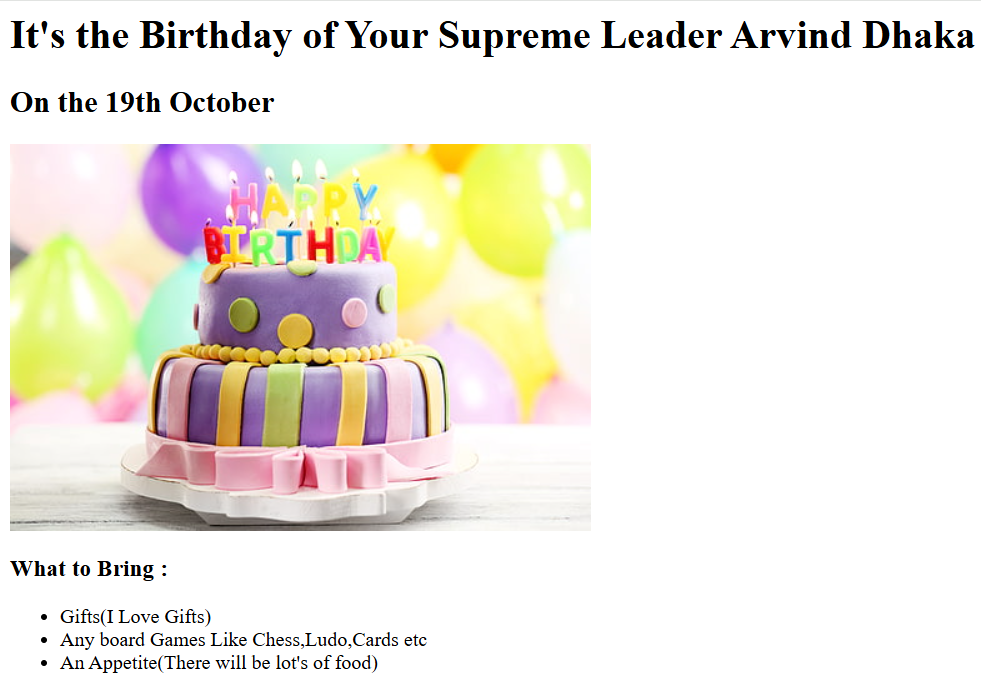 It's the Birthday of Your Supreme Leader Arvind Dhaka
On the 19th October
HAPPY
BIRTHDAY
What to Bring :
Gifts(I Love Gifts)
Any board Games Like Chess,Ludo,Cards etc
An Appetite(There will be lot's of food)